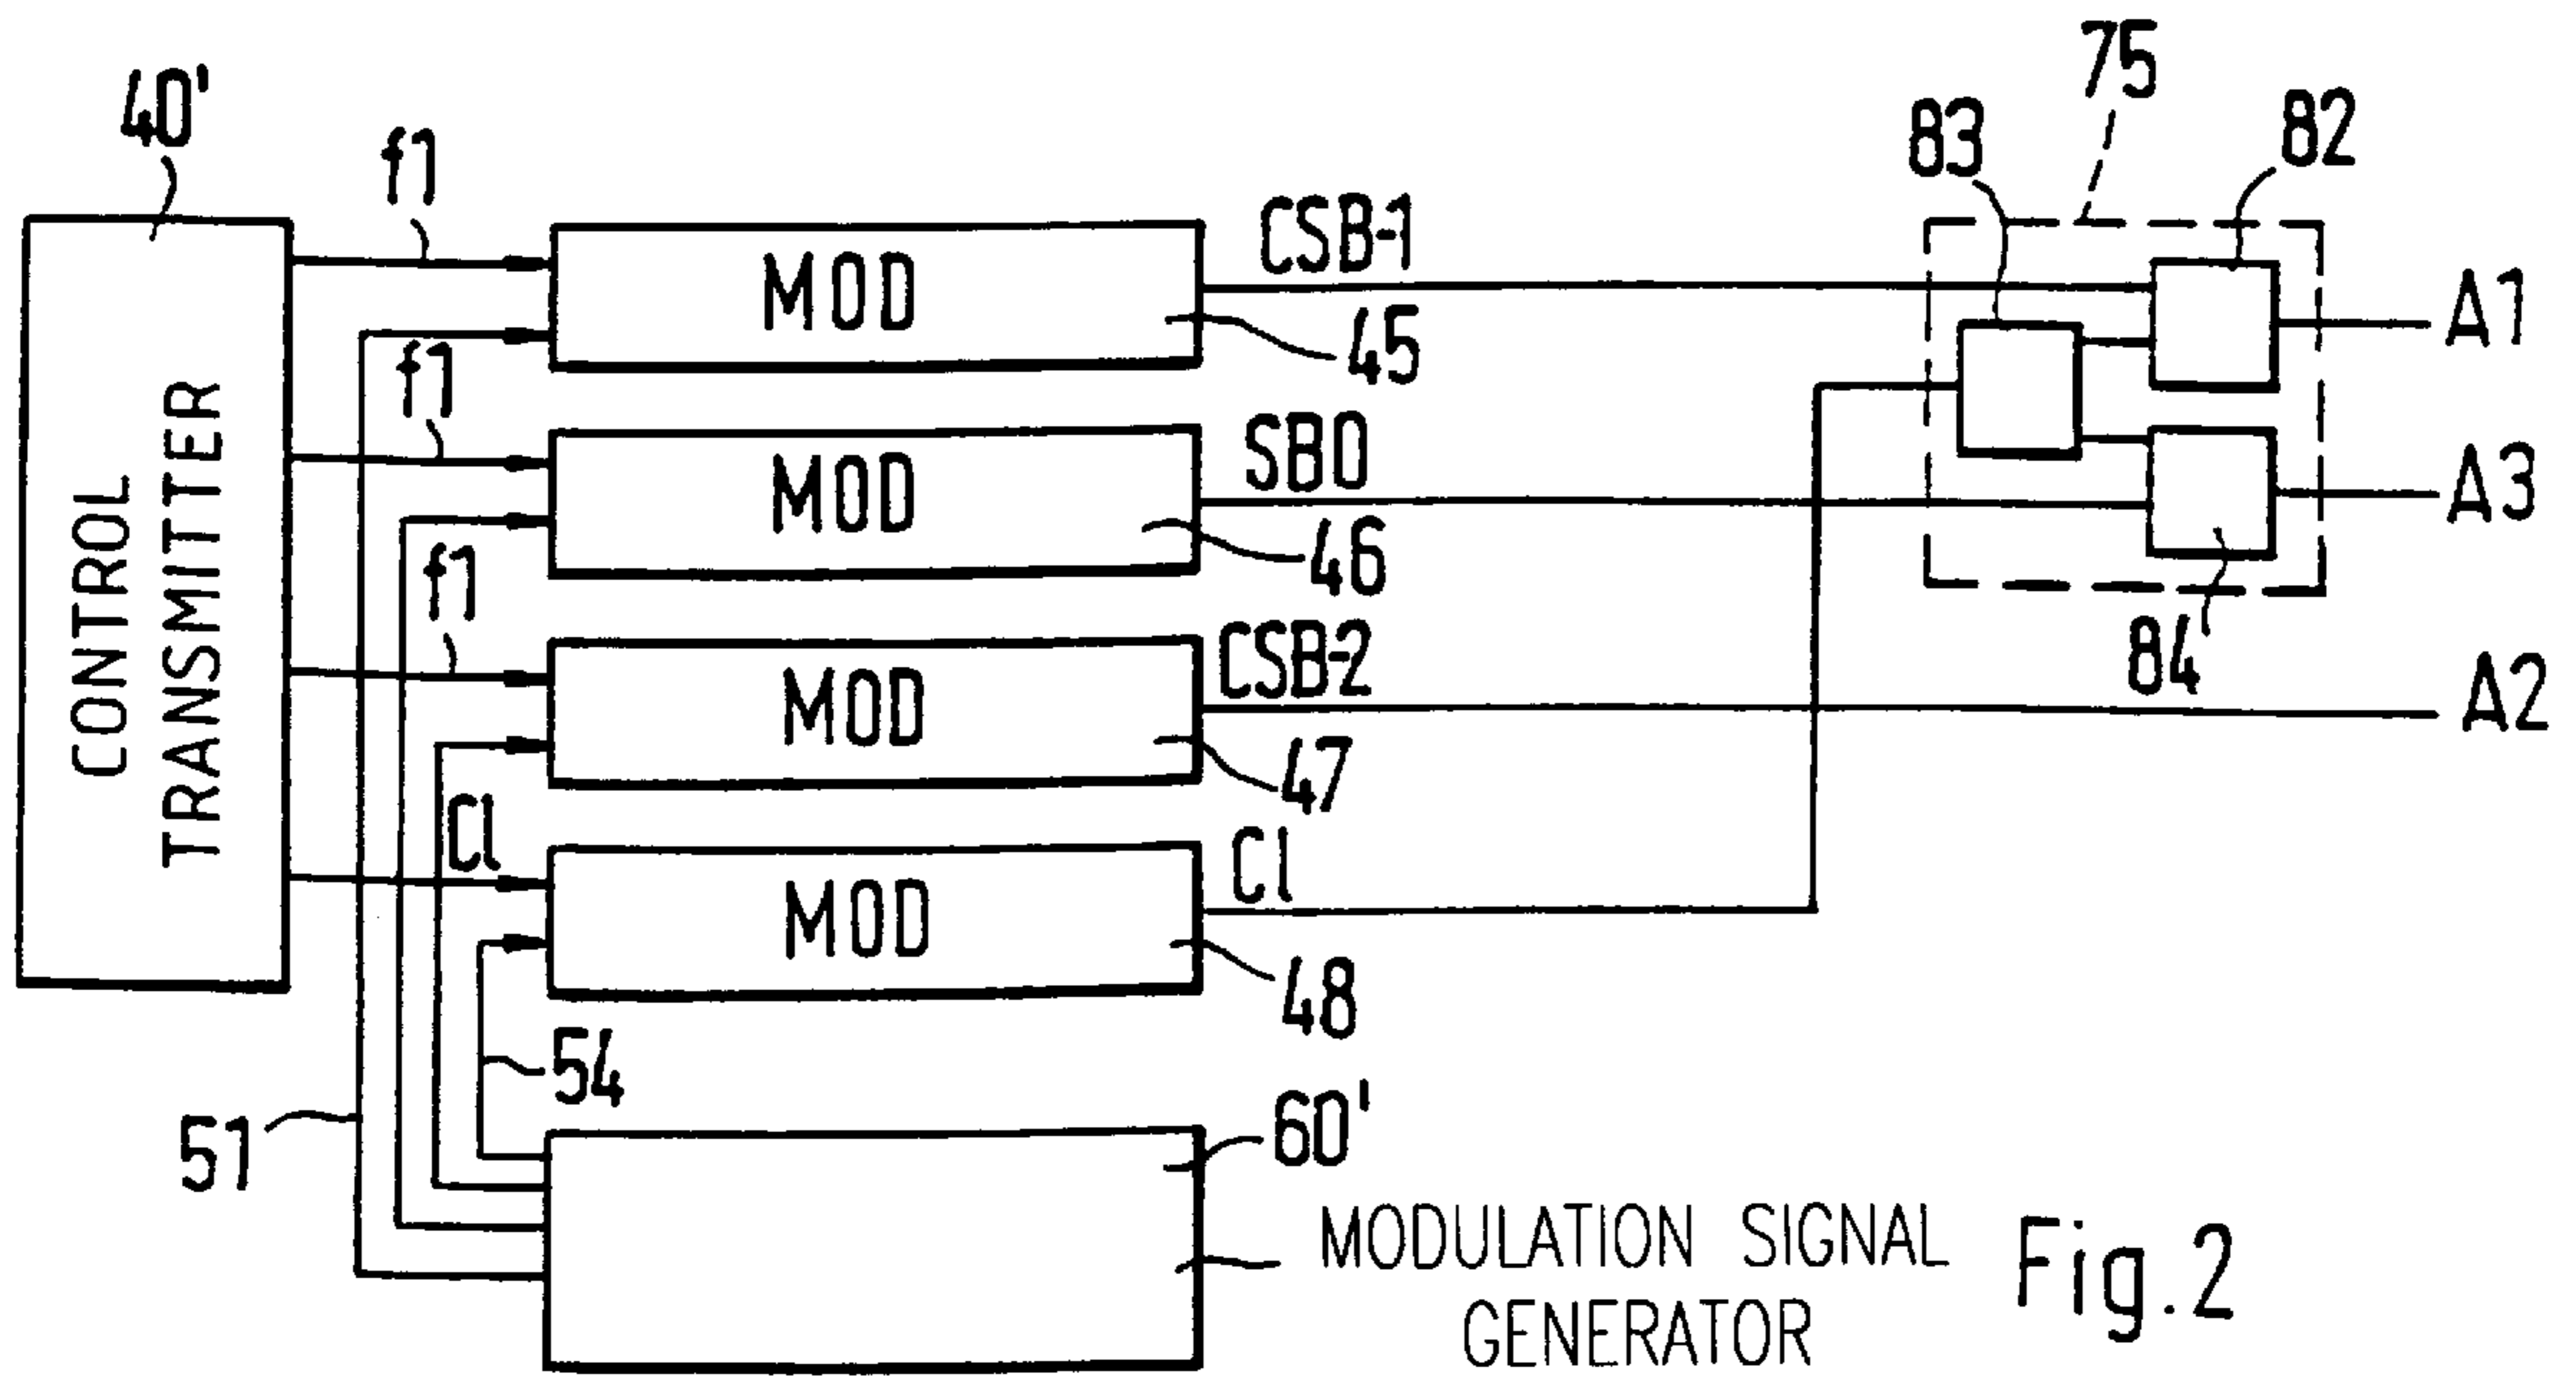 75
40'
82
83
f1
CSB-1
MOD
A1
45
f1
SBO
MOD
A3
46
f1
CSB-2
84
MOD
A2
47
CONTROL
TRANSMITTER
Cl
Cl
MOD
48
54
51
60'
MODULATION SIGNAL
GENERATOR
Fig.2